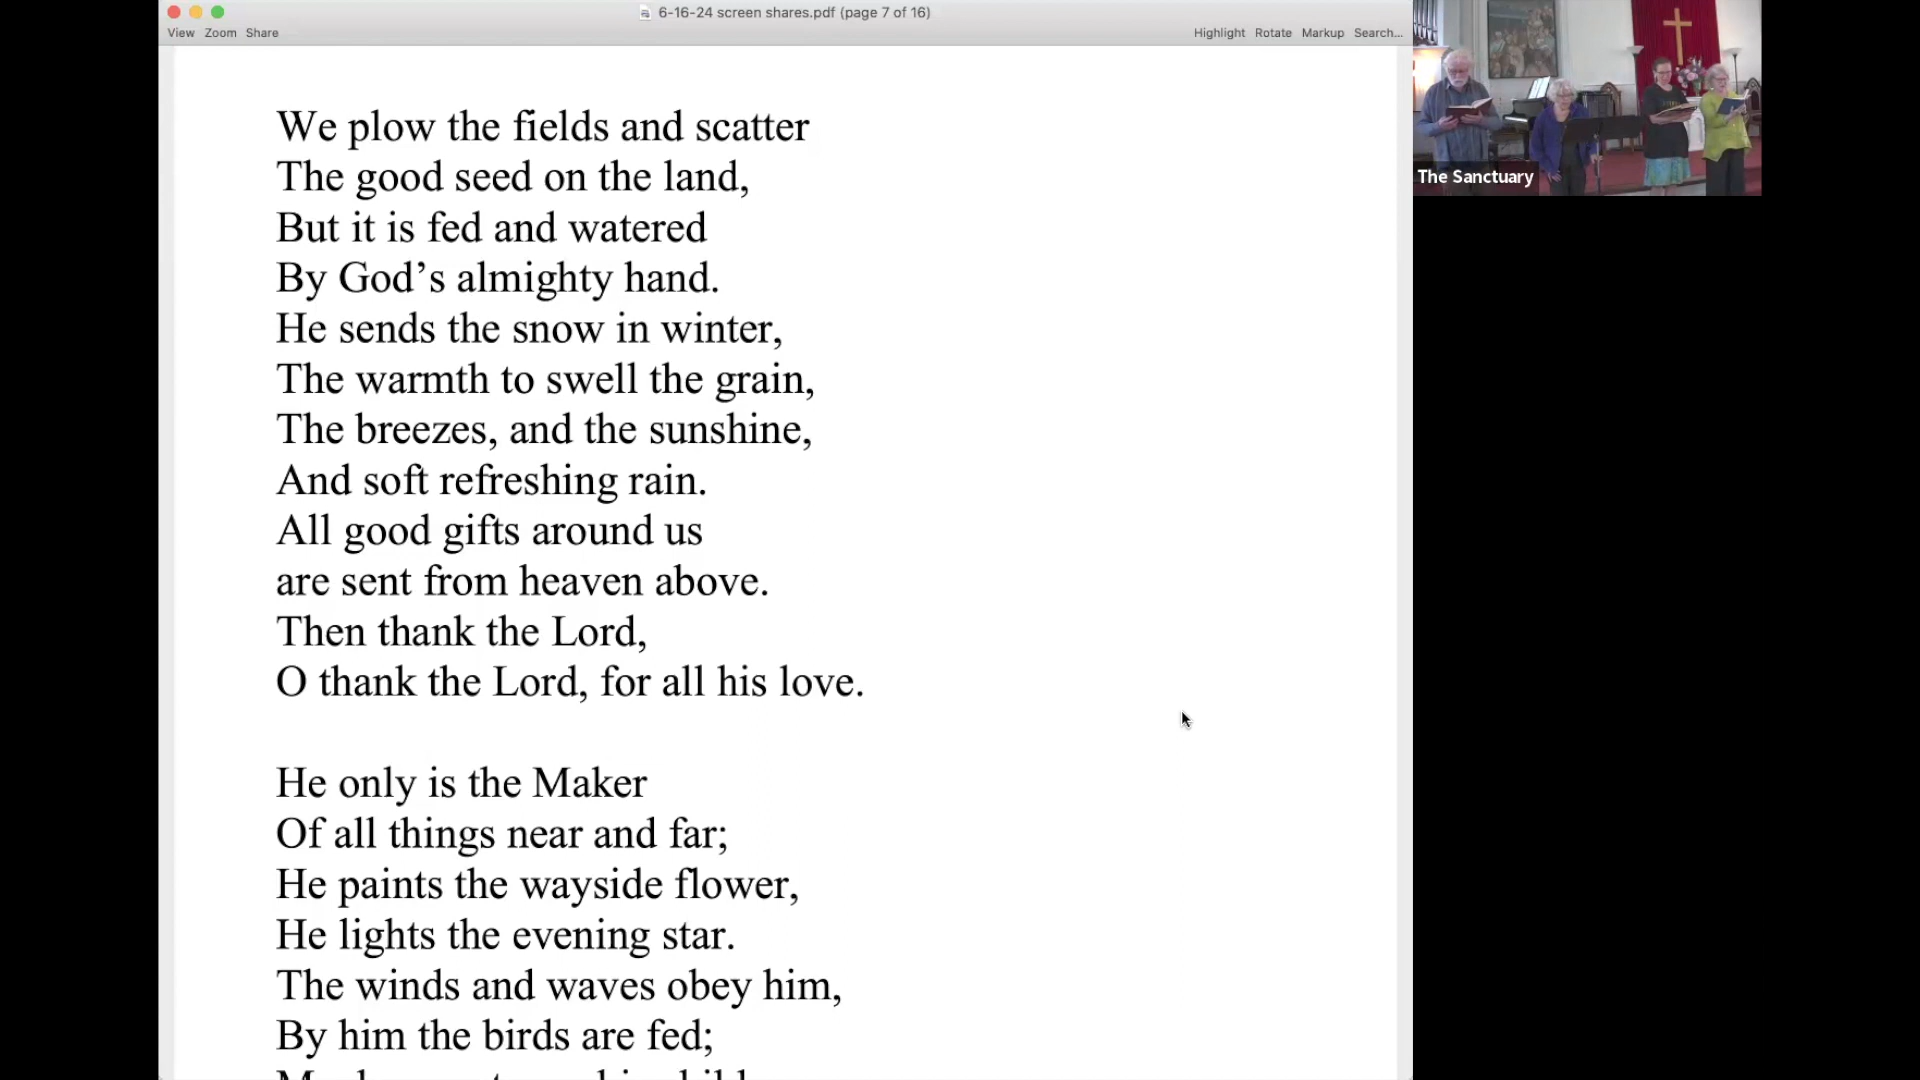 6-16-24 screen shares.pdf (page 7 of 16)
View Zoom Share
Highlight Rotate Markup Search...
We plow the fields and scatter
The good seed on the land,
But it is fed and watered
By God’s almighty hand.
He sends the snow in winter,
The warmth to swell the grain,
The breezes, and the sunshine,
And soft refreshing rain.
All good gifts around us
are sent from heaven above.
Then thank the Lord,
O thank the Lord, for all his love.
He only is the Maker
Of all things near and far;
He paints the wayside flower,
He lights the evening star.
The winds and waves obey him,
By him the birds are fed;
The Sanctuary